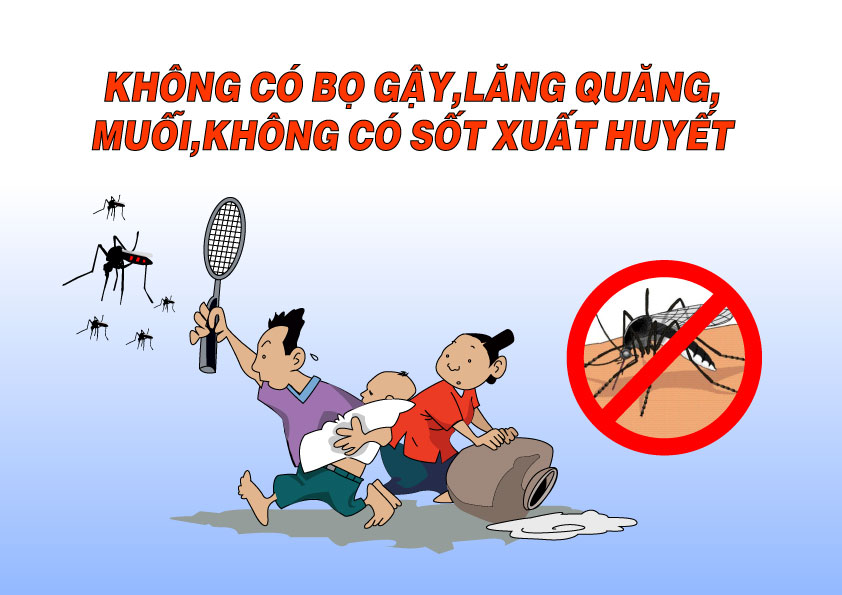 KHÔNG CÓ BỌ GẬY,LĂNG QUĂNG,
MUỖI,KHÔNG CÓ SỐT XUẤT HUYẾT